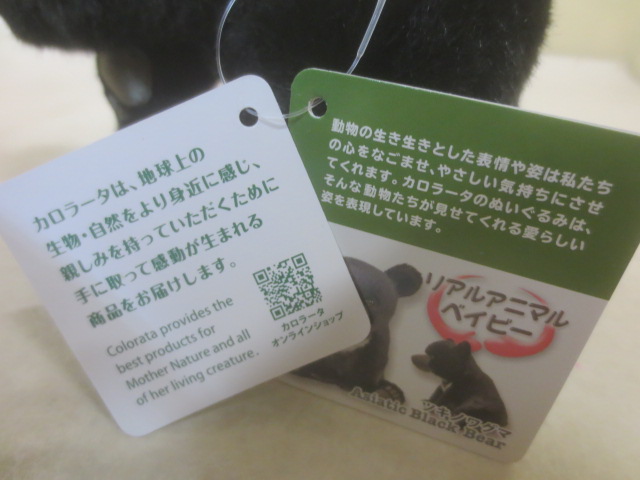 カロラータは、地球上の
生物・自然をより身近に感じ、
親しみを持っていただくために
手に取って感動が生まれる
商品をお届けします。
Colorata provides the
best products for
Mother Nature and all
of her living creature.
カロラータ
オンラインショップ
動物の生き生きとした表情や姿は私たち
の心をなごませ、やさしい気持ちにさせ
てくれます。カロラータのぬいぐるみは、
そんな動物たちが見せてくれる愛らしい
姿を表現しています。
リアルアニマル
ベイビー
ツキノワグマ
Asiatic Black Bear